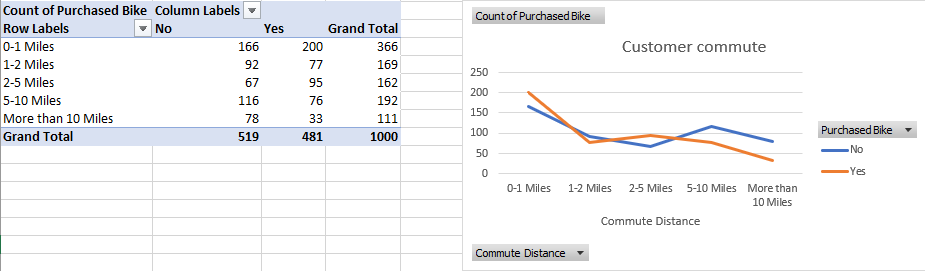 Count of Purchased Bike Column Labels
Row Labels No Yes Grand Total
0-1 Miles 166 200 366
1-2 Miles 92 77 169
2-5 Miles 67 95 162
5-10 Miles 116 76 192
More than 10 Miles 78 33 111
Grand Total 519 481 1000
Count of Purchased Bike
Customer commute
250
200
150
100
50
0
0-1 Miles 1-2 Miles 2-5 Miles 5-10 Miles More than
10 Miles
Commute Distance
Purchased Bike
No
Yes
Commute Distance